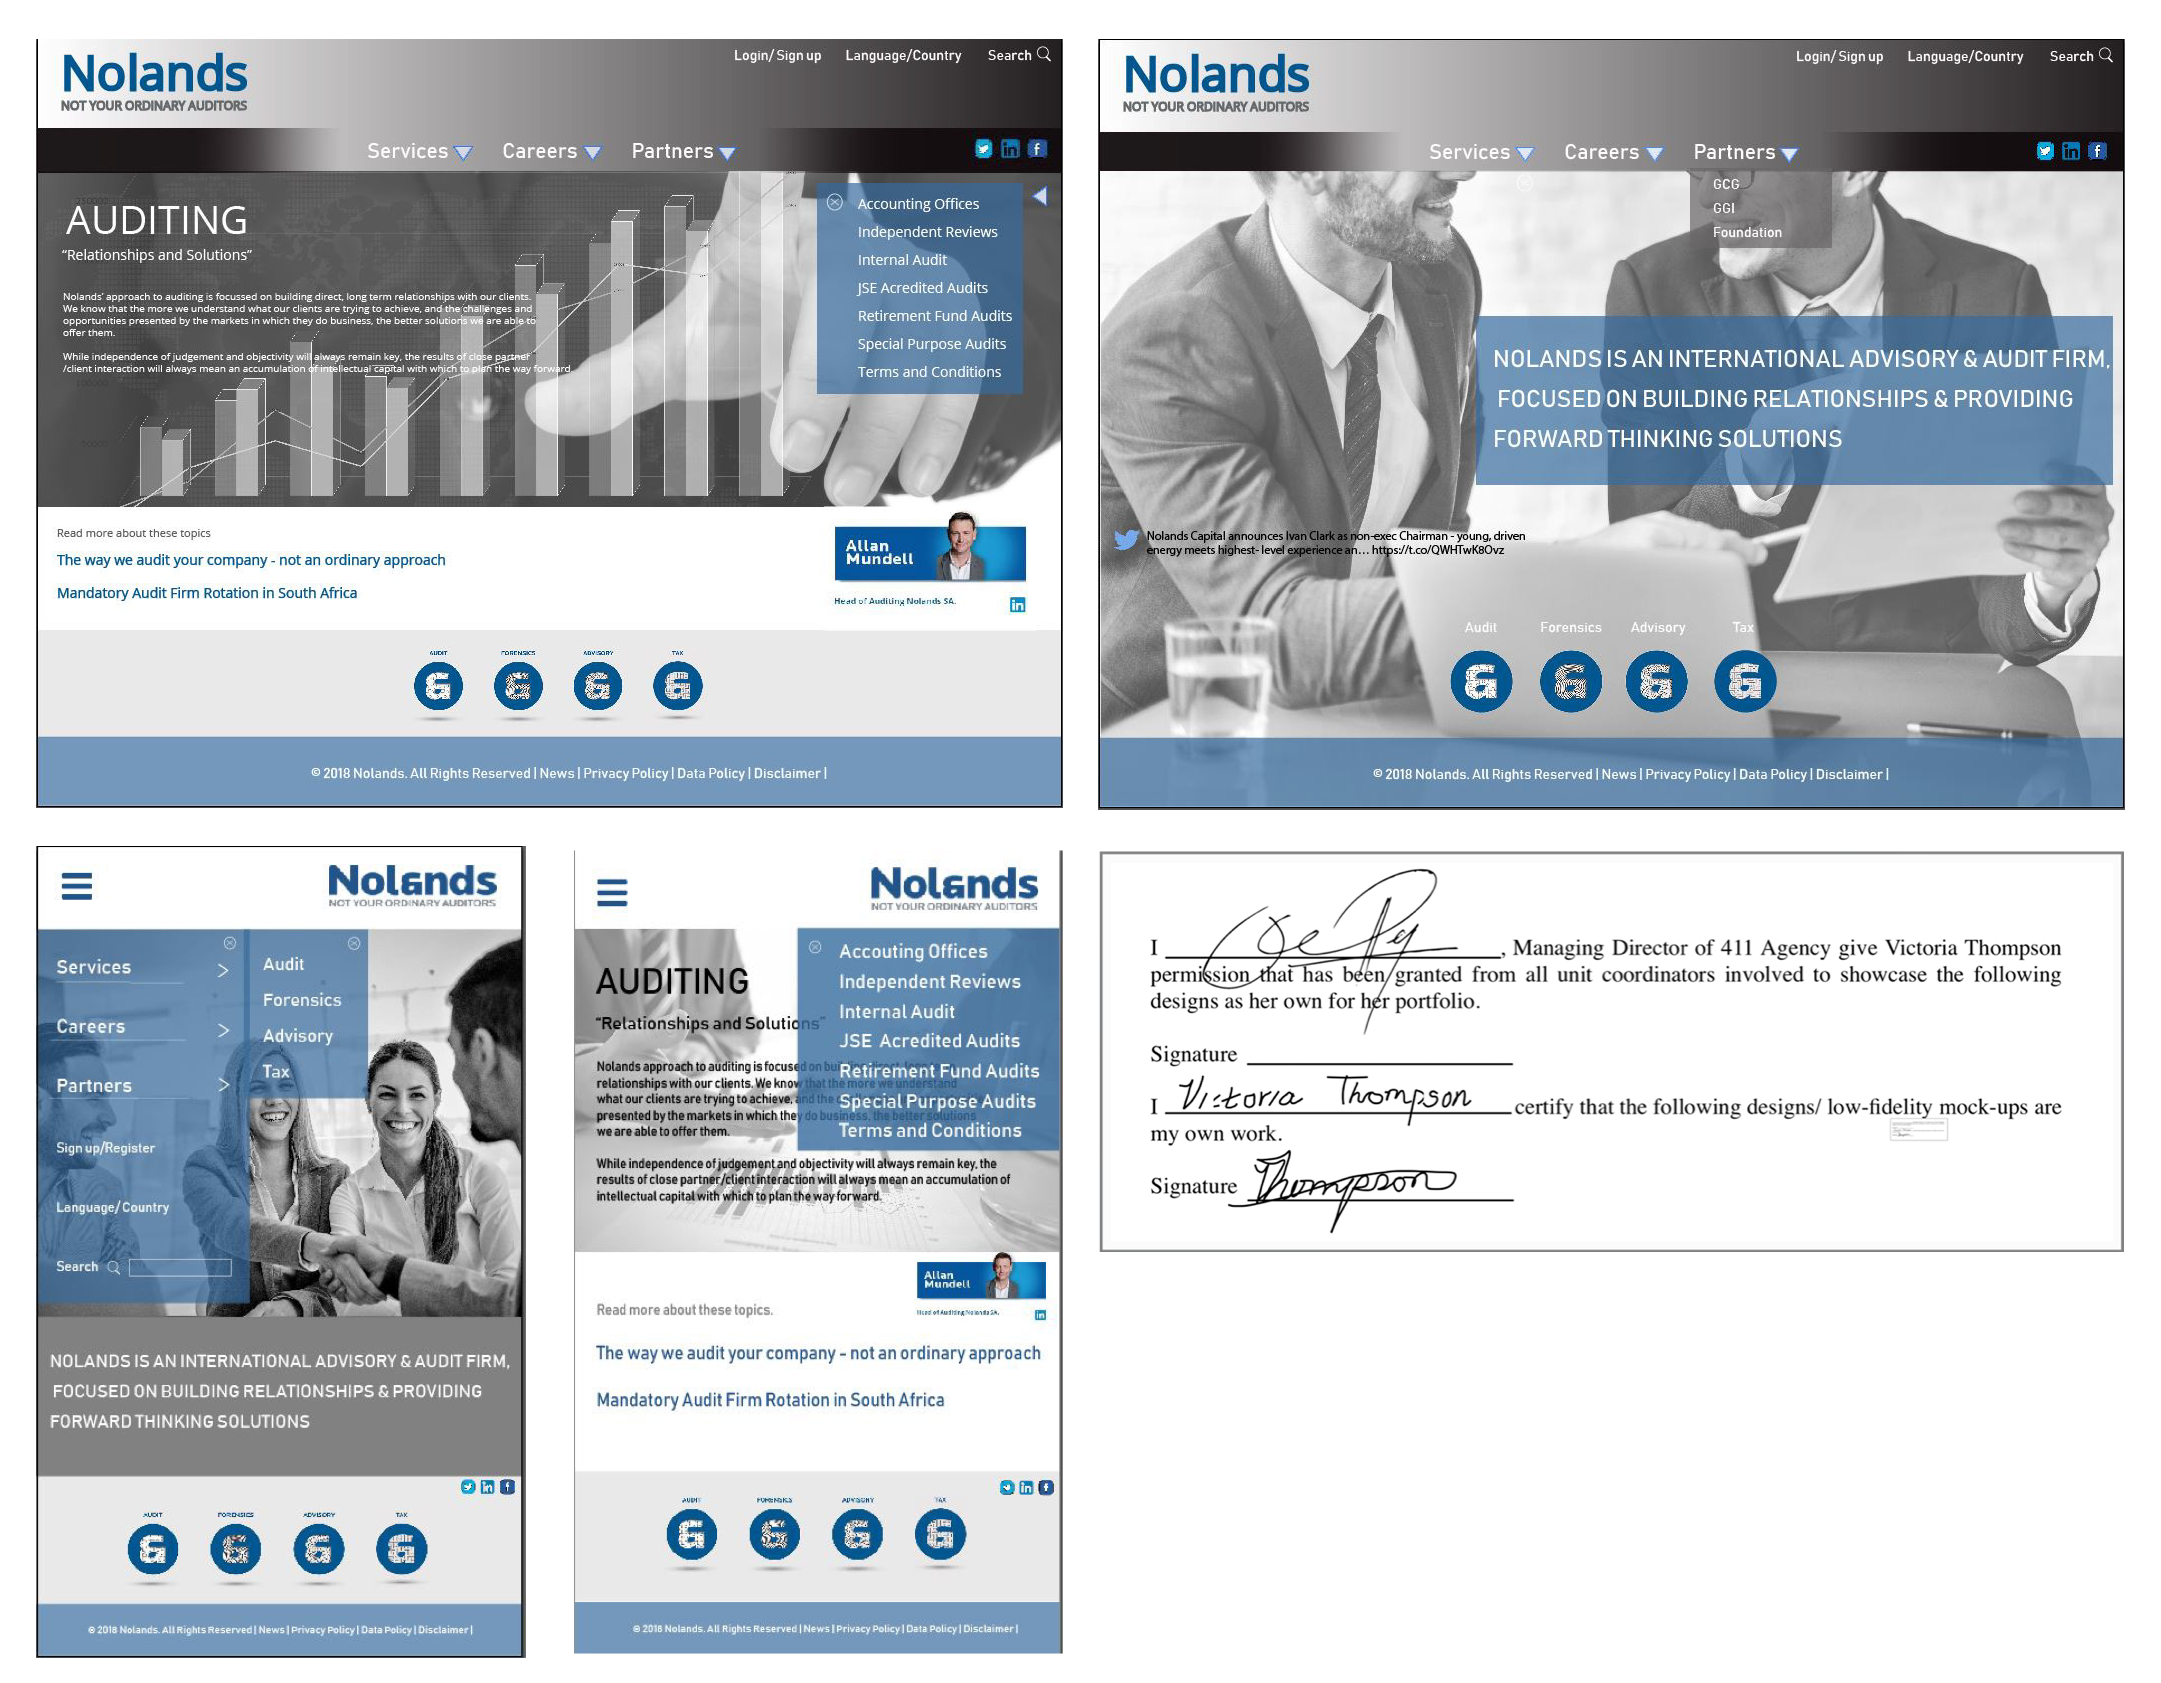 Nolands
NOT YOUR ORDINARY AUDITORS
Login/ Sign up Language/Country Search
Services Careers Partners
AUDITING
“Relationships and Solutions”
Nolands’ approach to auditing is focussed on building direct, long term relationships with our clients.
We know that the more we understand what our clients are trying to achieve, and the challenges and
opportunities presented by the markets in which they do business, the better solutions we are able to
offer them.
While independence of judgement and objectivity will always remain key, the results of close partner
/client interaction will always mean an accumulation of intellectual capital with which to plan the way forward
Accounting Offices
Independent Reviews
Internal Audit
JSE Acredited Audits
Retirement Fund Audits
Special Purpose Audits
Terms and Conditions
Read more about these topics
The way we audit your company - not an ordinary approach
Mandatory Audit Firm Rotation in South Africa
Allan
Mundell
Head of Auditing Nolands SA.
in
AUDIT FORENSICS ADVISORY TAX
© 2018 Nolands. All Rights Reserved | News | Privacy Policy | Data Policy | Disclaimer |
Nolands
NOT YOUR ORDINARY AUDITORS
Login/ Sign up Language/Country Search
Services Careers Partners
GCG
GGI
Foundation
NOLANDS IS AN INTERNATIONAL ADVISORY & AUDIT FIRM,
FOCUSED ON BUILDING RELATIONSHIPS & PROVIDING
FORWARD THINKING SOLUTIONS
Nolands Capital announces Ivan Clark as non-exec Chairman - young, driven
energy meets highest- level experience an… https://t.co/QWHTwK8Ovz
Audit Forensics Advisory Tax
© 2018 Nolands. All Rights Reserved | News | Privacy Policy | Data Policy | Disclaimer |
Nolands
NOT YOUR ORDINARY AUDITORS
Services >
Careers >
Partners >
Sign up/Register
Language/ Country
Search
Audit
Forensics
Advisory
Tax
NOLANDS IS AN INTERNATIONAL ADVISORY & AUDIT FIRM,
FOCUSED ON BUILDING RELATIONSHIPS & PROVIDING
FORWARD THINKING SOLUTIONS
AUDIT FORENSICS ADVISORY TAX
© 2018 Nolands. All Rights Reserved | News | Privacy Policy | Data Policy | Disclaimer |
Nolands
NOT YOUR ORDINARY AUDITORS
AUDITING
“Relationships and Solutions”
Nolands approach to auditing is focused on building direct, long term
relationships with our clients. We know that the more we understand
what our clients are trying to achieve, and the
presented by the markets in which they do business, the better solutions
we are able to offer them.
While independence of judgement and objectivity will always remain key, the
results of close partner/client interaction will always mean an accumulation of
intellectual capital with which to plan the way forward.
Accouting Offices
Independent Reviews
Internal Audit
JSE Acredited Audits
Retirement Fund Audits
Special Purpose Audits
Terms and Conditions
Allan
Mundell
Head of Auditing Nolands SA.
in
Read more about these topics.
The way we audit your company - not an ordinary approach
Mandatory Audit Firm Rotation in South Africa
AUDIT FORENSICS ADVISORY TAX
© 2018 Nolands. All Rights Reserved | News | Privacy Policy | Data Policy | Disclaimer |
I , Managing Director of 411 Agency give Victoria Thompson
permission that has been granted from all unit coordinators involved to showcase the following
designs as her own for her portfolio.
Signature
I Victoria Thompson certify that the following designs/ low-fidelity mock-ups are
my own work.
Signature Thompson